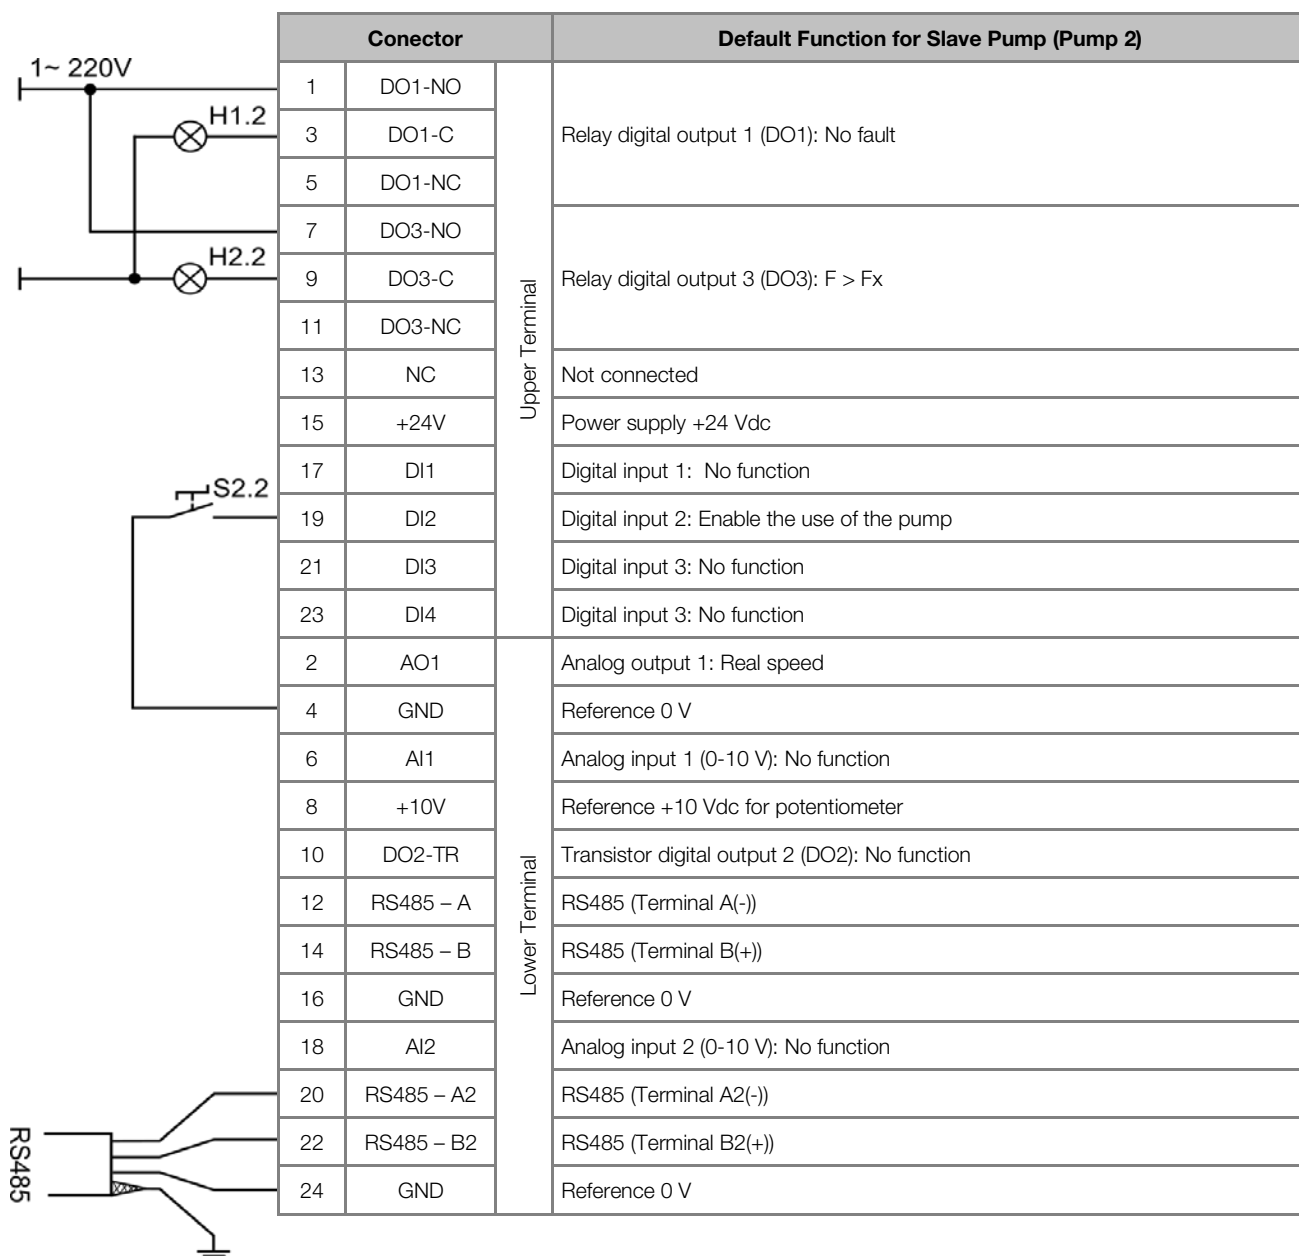 Conector Default Function for Slave Pump (Pump 2)
1~ 220V
1 DO1-NO
H1.2
3 DO1-C Relay digital output 1 (DO1): No fault
5 DO1-NC
7 DO3-NO
H2.2
9 DO3-C Relay digital output 3 (DO3): F > Fx
11 DO3-NC
Upper Terminal
13 NC Not connected
15 +24V Power supply +24 Vdc
17 DI1 Digital input 1: No function
S2.2
19 DI2 Digital input 2: Enable the use of the pump
21 DI3 Digital input 3: No function
23 DI4 Digital input 3: No function
2 AO1 Analog output 1: Real speed
4 GND Reference 0 V
6 AI1 Analog input 1 (0-10 V): No function
8 +10V Reference +10 Vdc for potentiometer
10 DO2-TR Transistor digital output 2 (DO2): No function
Lower Terminal
12 RS485 – A RS485 (Terminal A(-))
14 RS485 – B RS485 (Terminal B(+))
16 GND Reference 0 V
18 AI2 Analog input 2 (0-10 V): No function
20 RS485 – A2 RS485 (Terminal A2(-))
RS485
22 RS485 – B2 RS485 (Terminal B2(+))
24 GND Reference 0 V